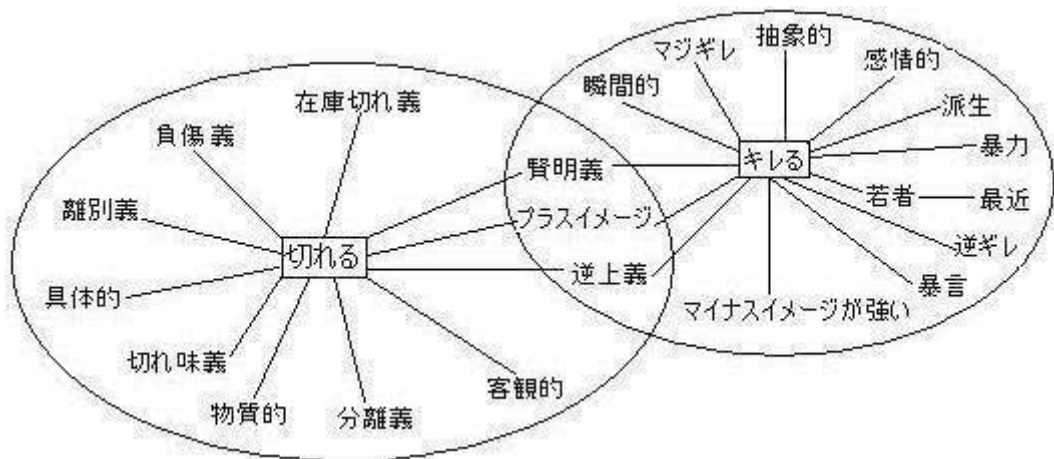 抽象的
マジギレ
感情的
瞬間的
派生
在庫切れ義
暴力
負傷義
キレる
賢明義
若者
最近
離別義
プラスイメージ
逆ギレ
切れる
逆上義
暴言
具体的
マイナスイメージが強い
切れ味義
客観的
物質的
分離義